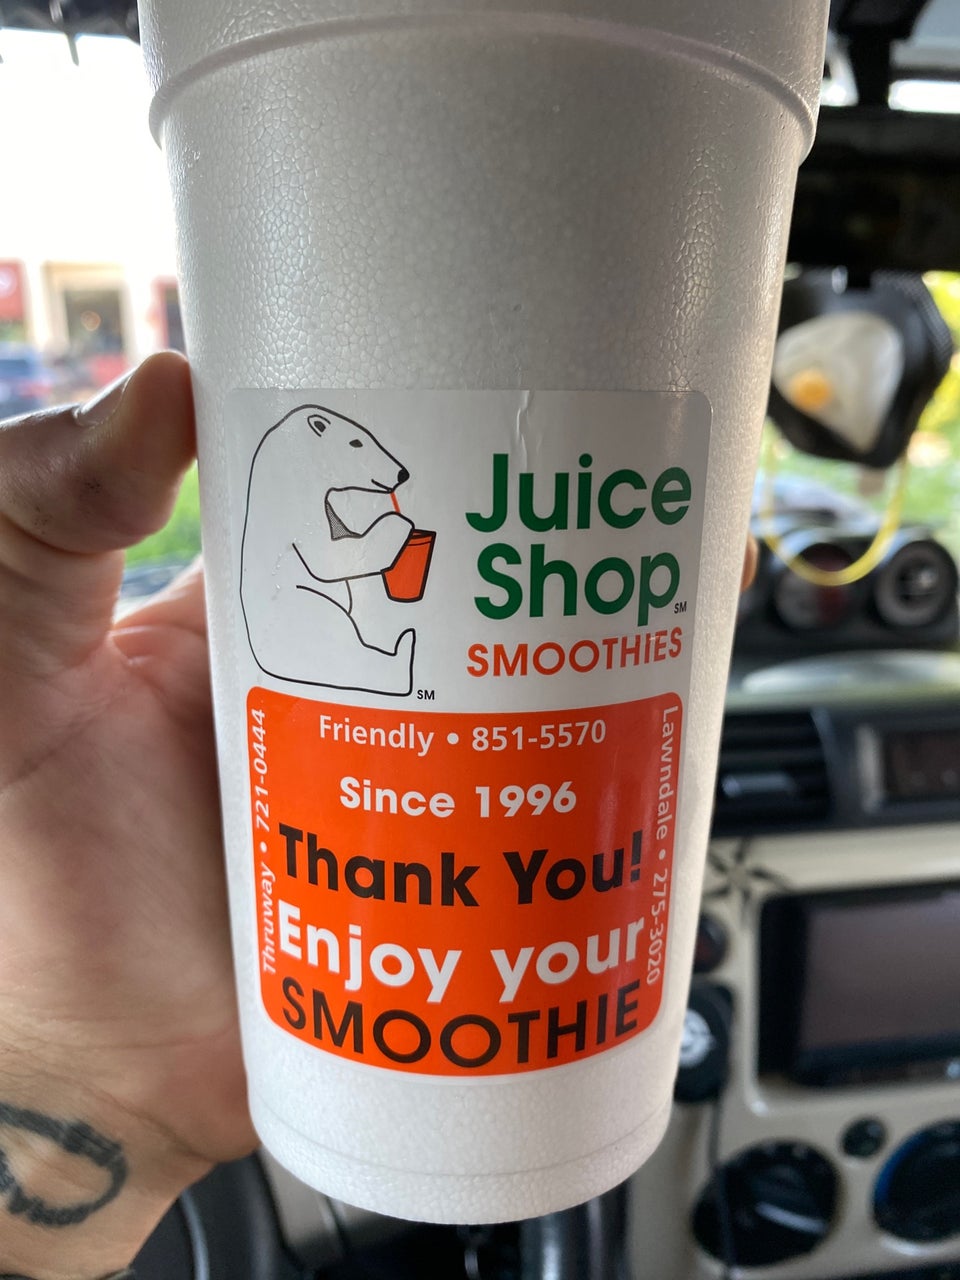 Juice
Shop SM
SMOOTHIES
SM
Friendly • 851-5570
Since 1996
Thank You!
Enjoy your
SMOOTHIE
Thruway • 721-0444
Lawndale • 275-3020